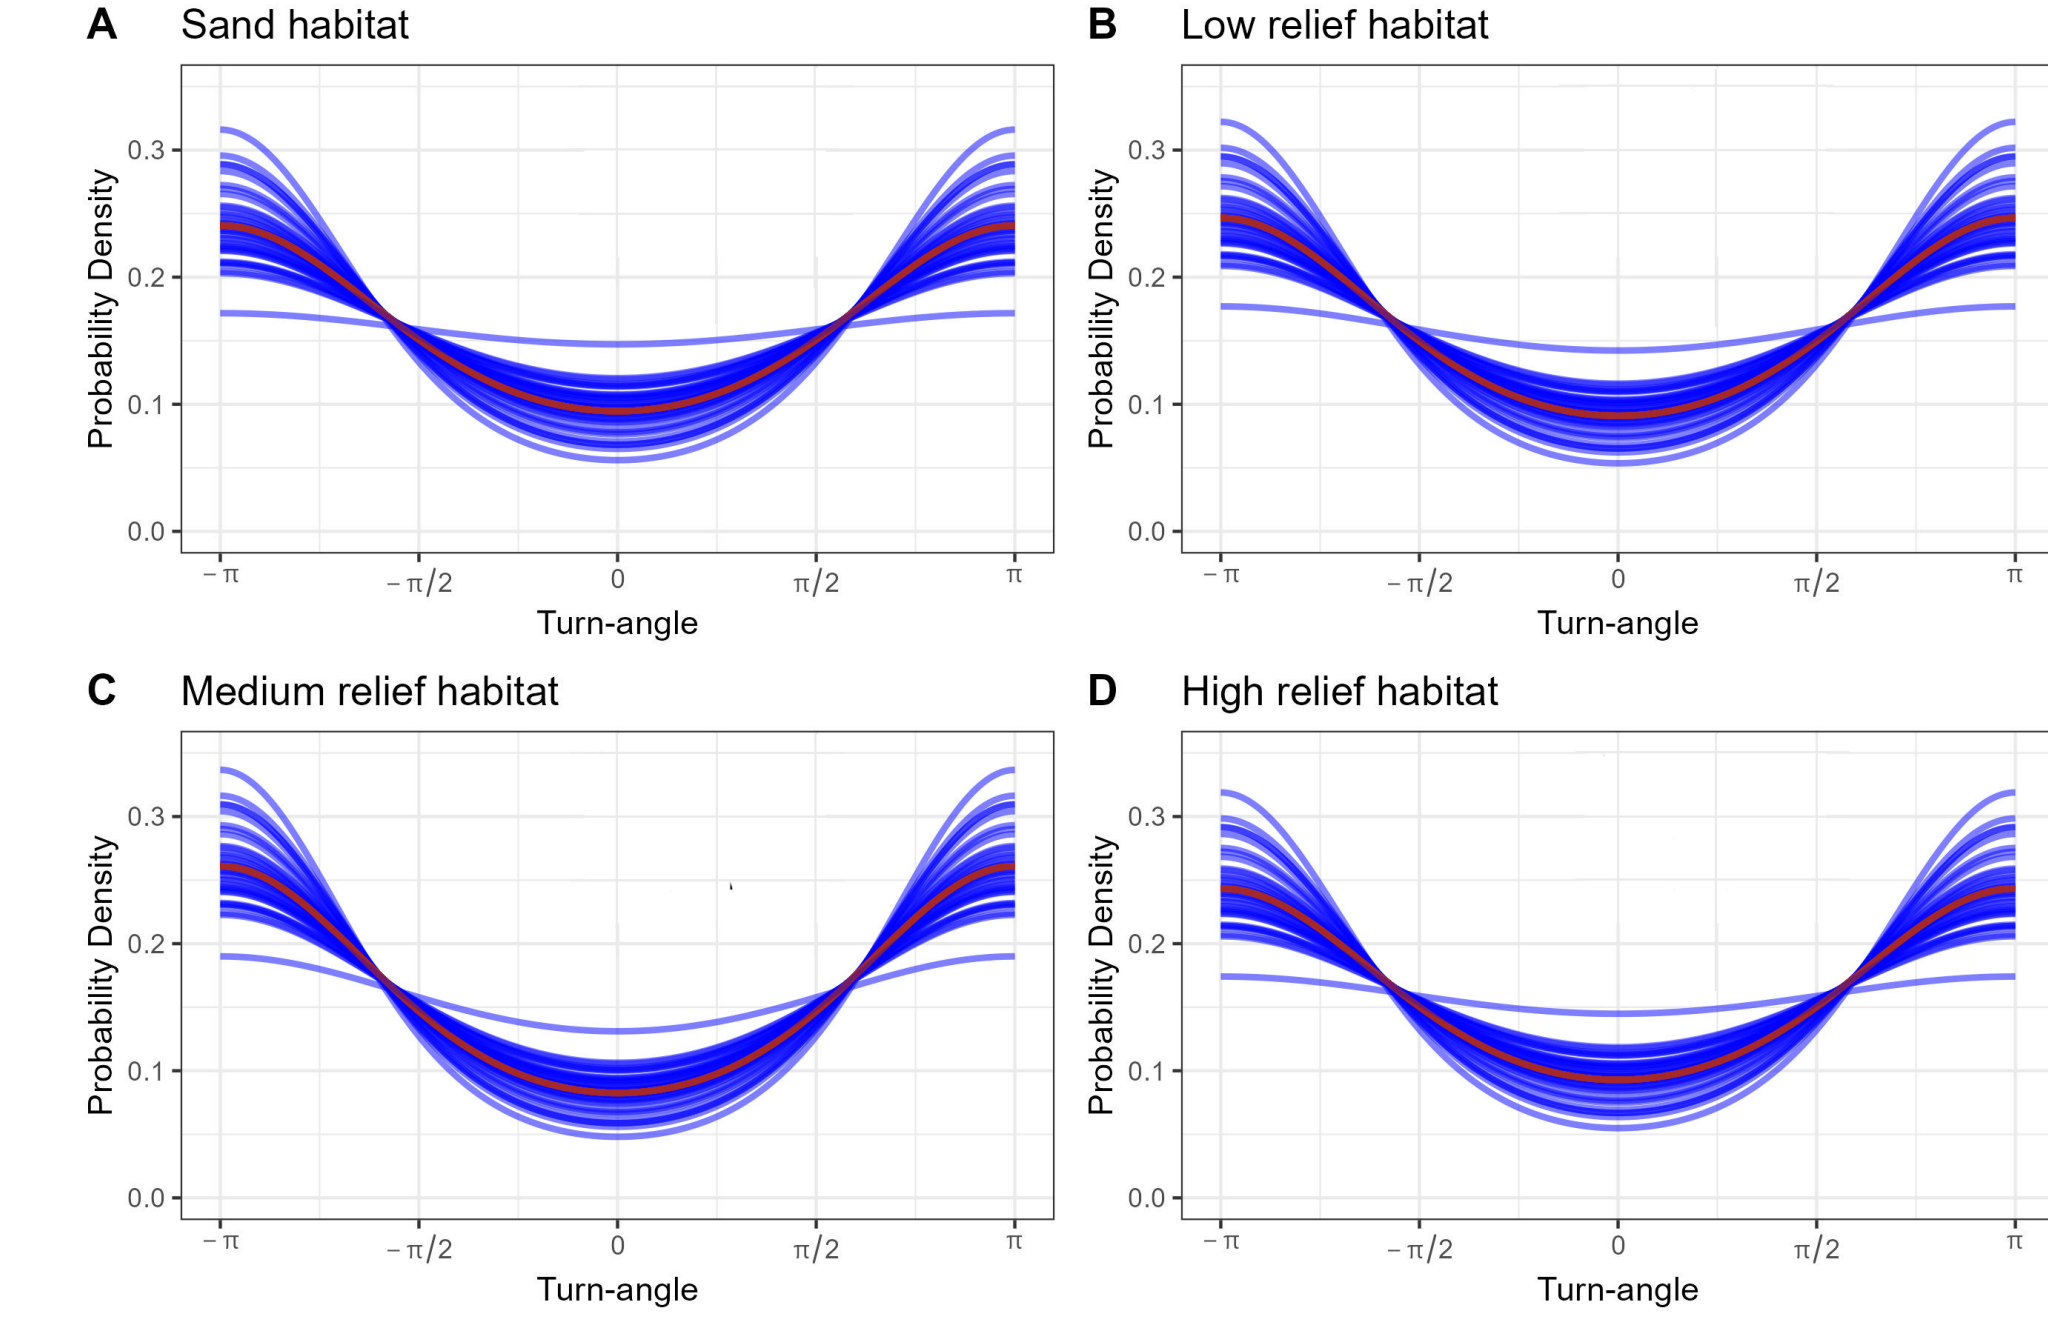 A Sand habitat
Probability Density
0.3
0.2
0.1
0.0
−π −π/2 0 π/2 π
Turn-angle
B Low relief habitat
Probability Density
0.3
0.2
0.1
0.0
−π −π/2 0 π/2 π
Turn-angle
C Medium relief habitat
Probability Density
0.3
0.2
0.1
0.0
−π −π/2 0 π/2 π
Turn-angle
D High relief habitat
Probability Density
0.3
0.2
0.1
0.0
−π −π/2 0 π/2 π
Turn-angle